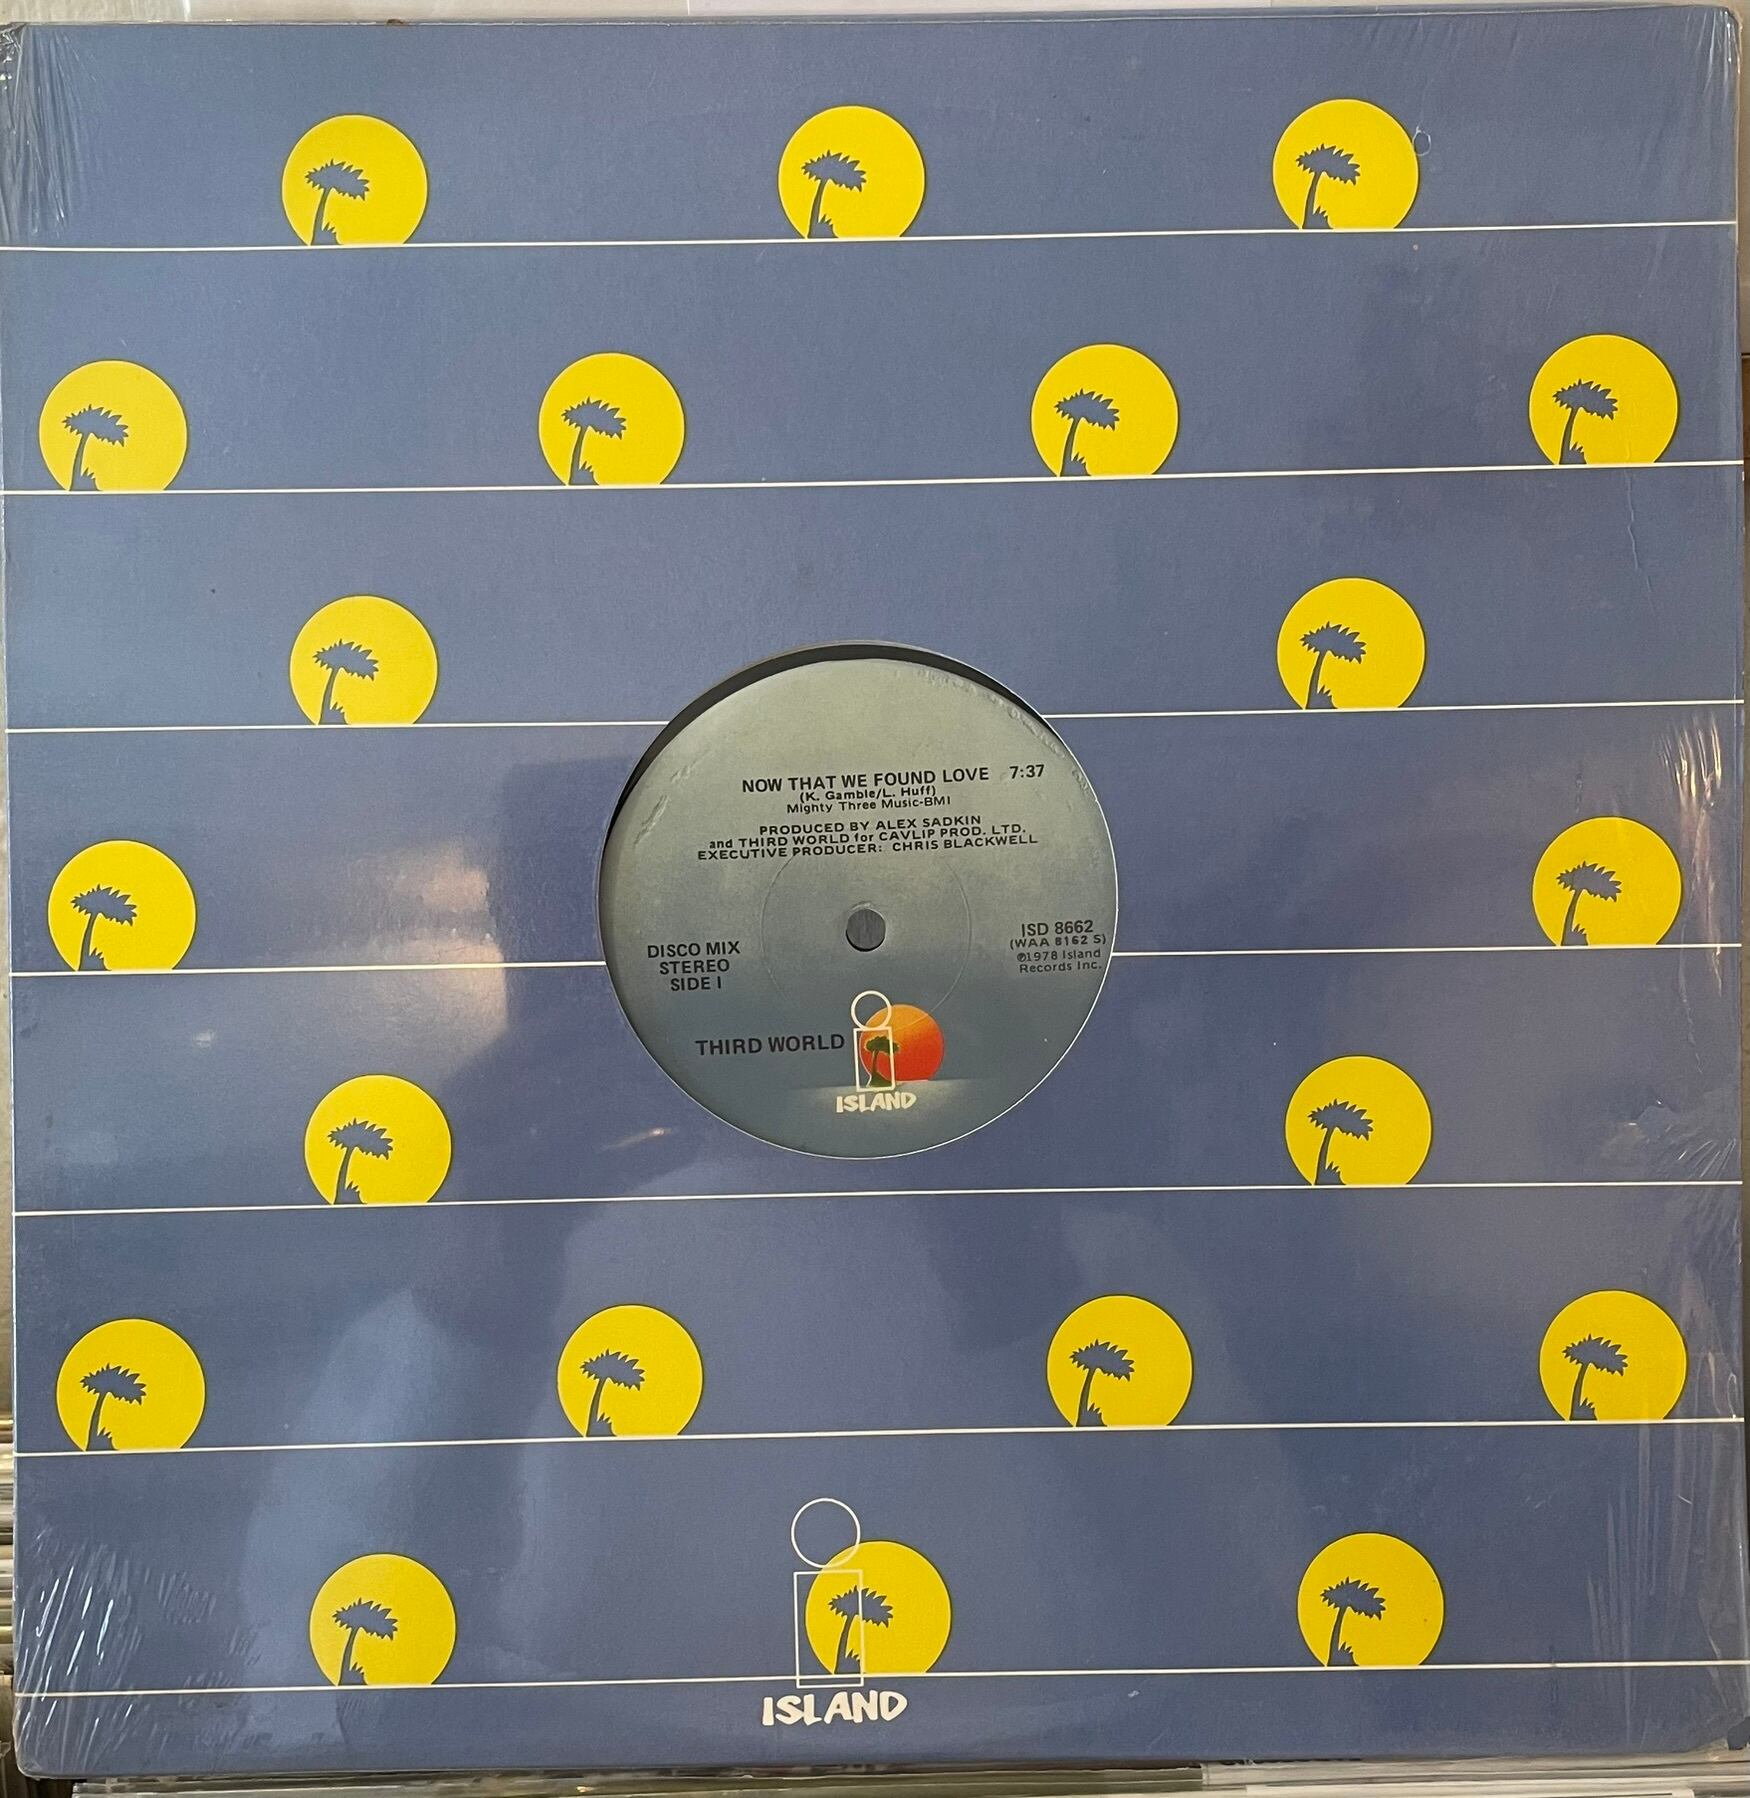 NOW THAT WE FOUND LOVE 7:37
(K. Gamble/L. Huff)
Mighty Three Music-BMI
PRODUCED BY ALEX SADKIN
and THIRD WORLD for CAVLIP PROD. LTD.
EXECUTIVE PRODUCER: CHRIS BLACKWELL
DISCO MIX
STEREO
SIDE I
ISD 8662
(WAA 8162 S)
℗1978 Island
Records Inc.
THIRD WORLD
ISLAND
ISLAND